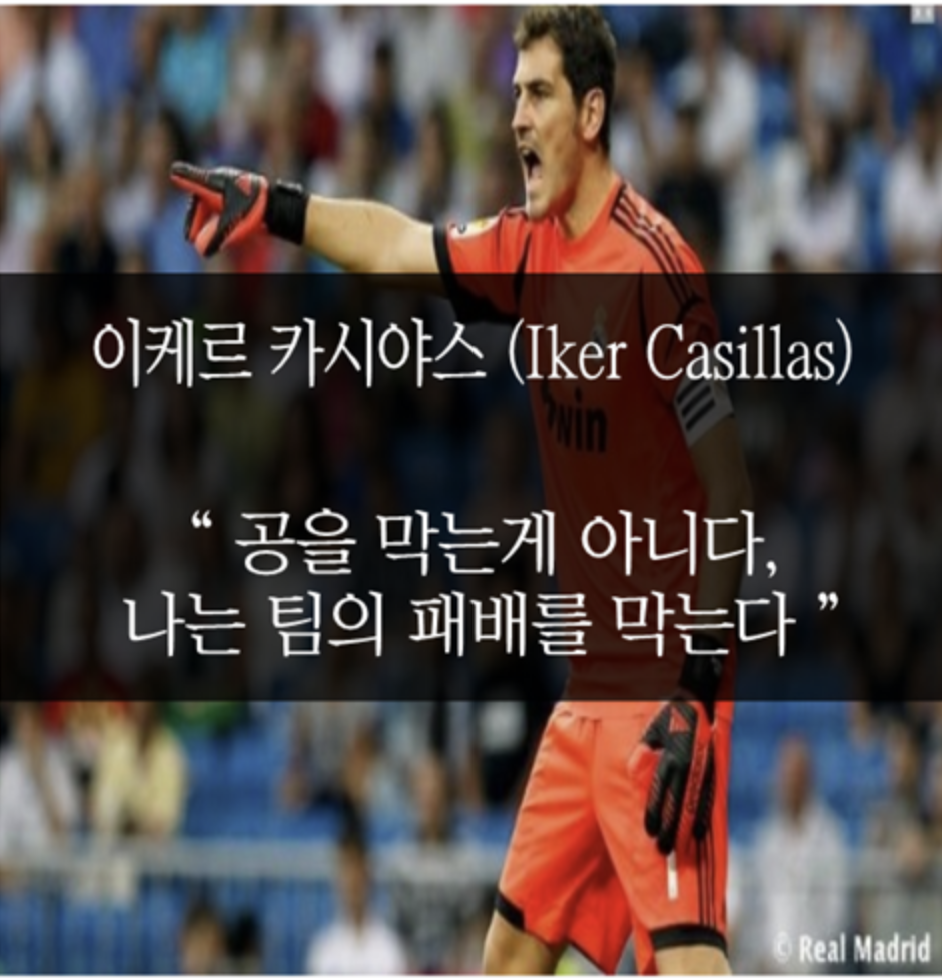 이케르 카시야스 (Iker Casillas)
“ 공을 막는게 아니다,
나는 팀의 패배를 막는다 ”
bwin
© Real Madrid